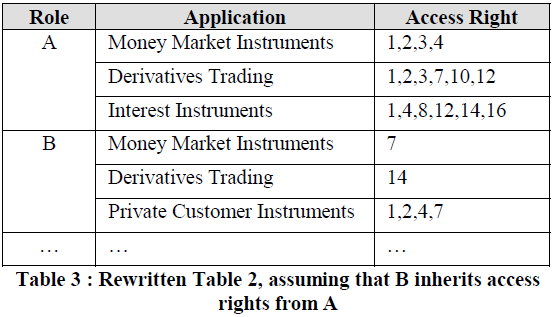 Role Application Access Right
A Money Market Instruments 1,2,3,4
Derivatives Trading 1,2,3,7,10,12
Interest Instruments 1,4,8,12,14,16
B Money Market Instruments 7
Derivatives Trading 14
Private Customer Instruments 1,2,4,7
… … …
Table 3 : Rewritten Table 2, assuming that B inherits access
rights from A